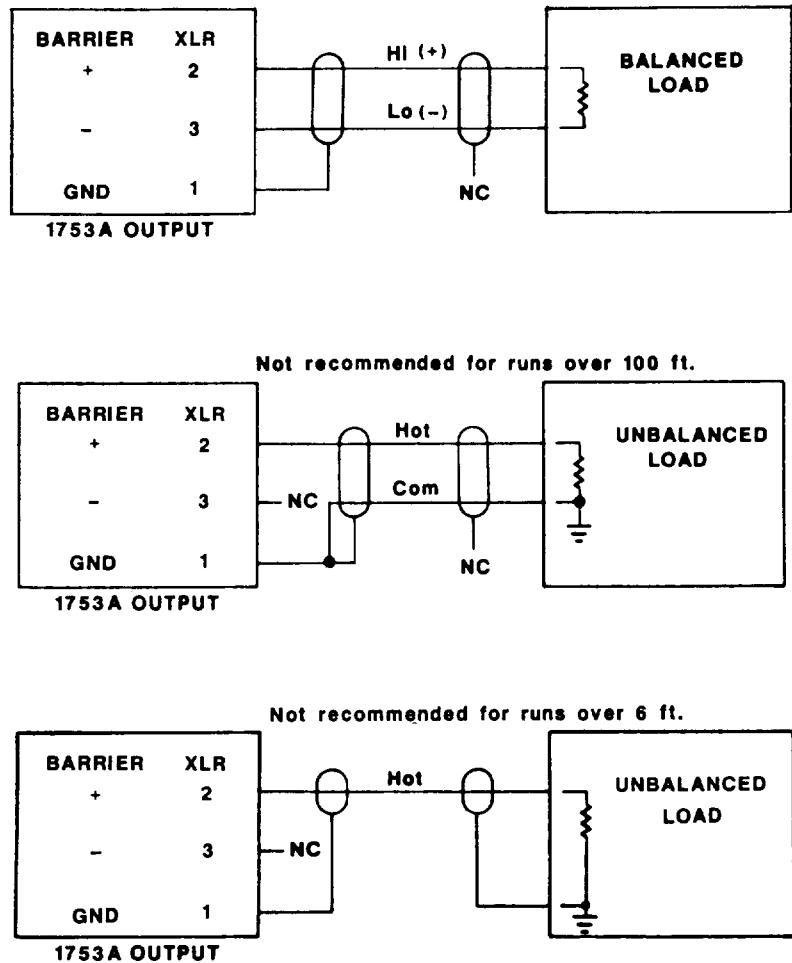 BARRIER XLR
+ 2
HI (+)
BALANCED
LOAD
- 3
Lo (-)
GND 1
NC
1753A OUTPUT
Not recommended for runs over 100 ft.
BARRIER XLR
+ 2
Hot
UNBALANCED
LOAD
- 3
NC
Com
GND 1
NC
1753A OUTPUT
Not recommended for runs over 6 ft.
BARRIER XLR
+ 2
Hot
UNBALANCED
LOAD
- 3
NC
GND 1
1753A OUTPUT